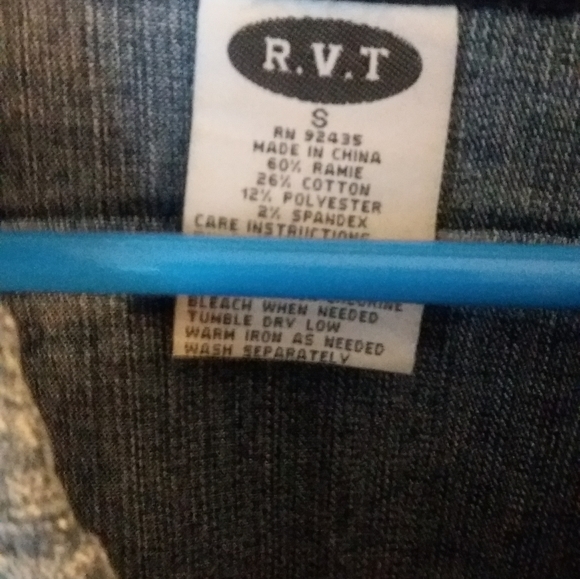 R.V.T
S
RN 92435
MADE IN CHINA
60% RAMIE
26% COTTON
12% POLYESTER
2% SPANDEX
CARE INSTRUCTIONS
BLEACH WHEN NEEDED
TUMBLE DRY LOW
WARM IRON AS NEEDED
WASH SEPARATELY